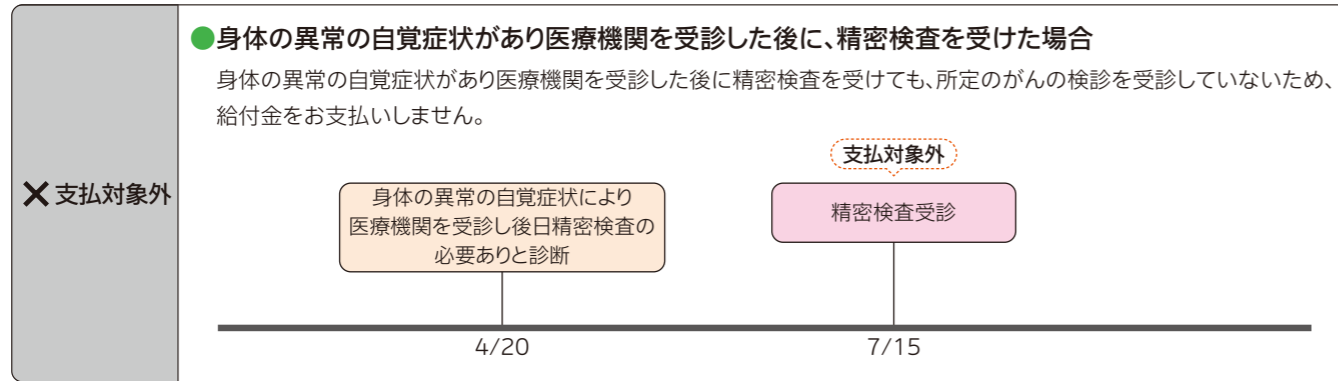 ●身体の異常の自覚症状があり医療機関を受診した後に、精密検査を受けた場合
身体の異常の自覚症状があり医療機関を受診した後に精密検査を受けても、所定のがんの検診を受診していないため、
給付金をお支払いしません。
✕支払対象外
支払対象外
身体の異常の自覚症状により
医療機関を受診し後日精密検査の
必要ありと診断
精密検査受診
4/20
7/15